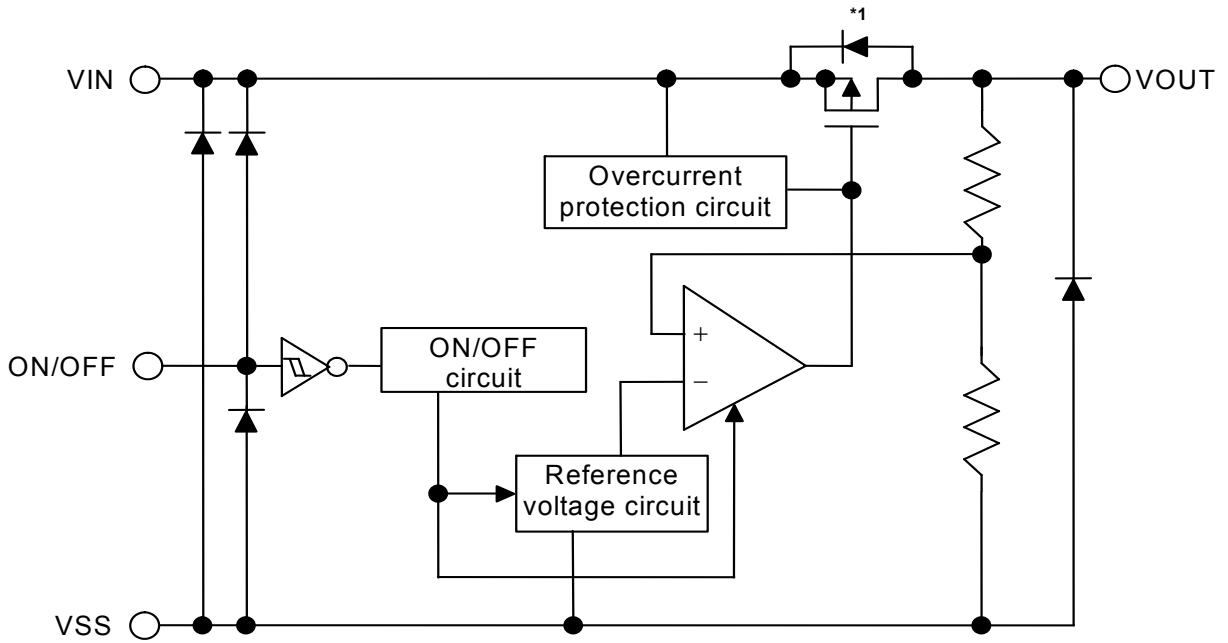 *1
VIN
VOUT
Overcurrent
protection circuit
+
−
ON/OFF
ON/OFF
circuit
Reference
voltage circuit
VSS